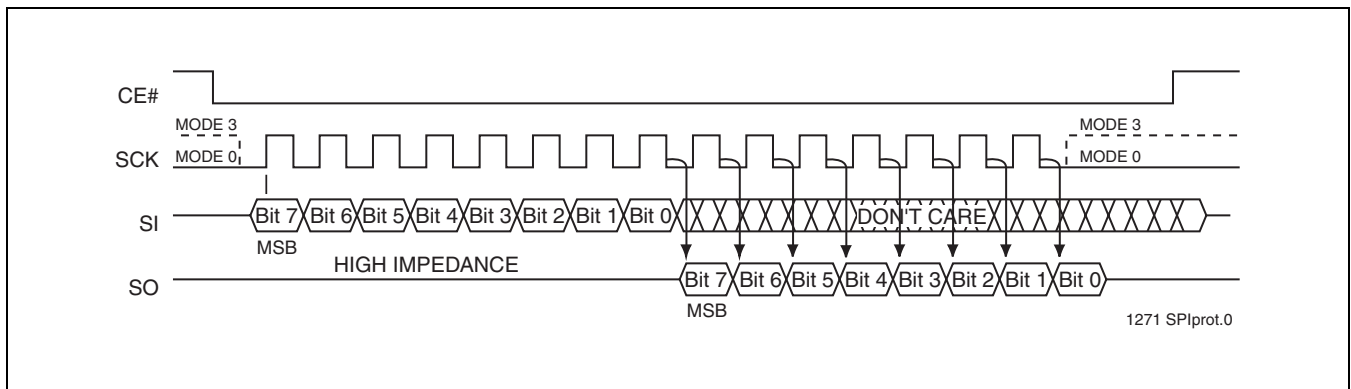 CE#
MODE 3 MODE 3
SCK MODE 0 MODE 0
SI Bit 7 Bit 6 Bit 5 Bit 4 Bit 3 Bit 2 Bit 1 Bit 0 DON'T CARE
MSB
HIGH IMPEDANCE
SO Bit 7 Bit 6 Bit 5 Bit 4 Bit 3 Bit 2 Bit 1 Bit 0
MSB
1271 SPIprot.0